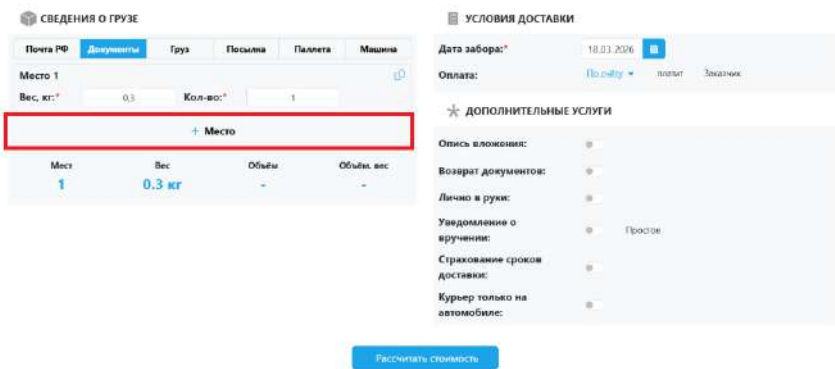 СВЕДЕНИЯ О ГРУЗЕ
Почта РФ Документы Груз Посылка Паллета Машина
Место 1
Вес, кг:* 0,3 Кол-во:* 1
+ Место
Мест Вес Объём Объём. вес
1 0.3 кг - -
УСЛОВИЯ ДОСТАВКИ
Дата забора:* 18.03.2026
Оплата: По счёту платит Заказчик
ДОПОЛНИТЕЛЬНЫЕ УСЛУГИ
Опись вложения:
Возврат документов:
Лично в руки:
Уведомление о
вручении: Простое
Страхование сроков
доставки:
Курьер только на
автомобиле:
Рассчитать стоимость